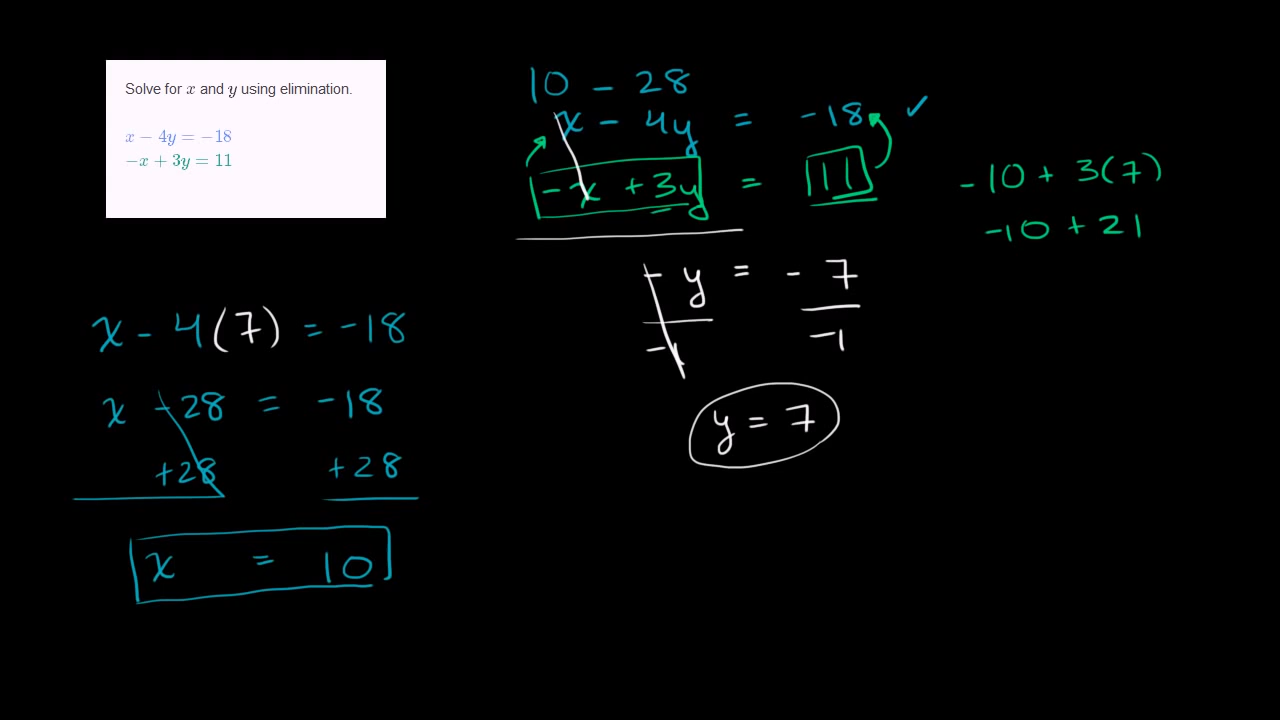 Solve for x and y using elimination.
x − 4y = −18
−x + 3y = 11
10 - 28
x - 4y = -18 ✓
-x + 3y = 11
- y = - 7
-1 -1
y = 7
-10 + 3(7)
-10 + 21
x - 4(7) = -18
x - 28 = -18
+28 +28
x = 10